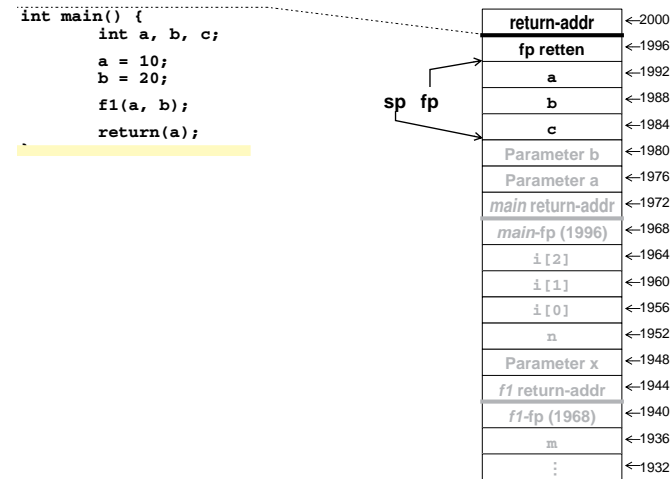 int main() {
int a, b, c;
a = 10;
b = 20;
f1(a, b);
return(a);
sp fp
return-addr ←2000
fp retten ←1996
a ←1992
b ←1988
c ←1984
Parameter b ←1980
Parameter a ←1976
main return-addr ←1972
main-fp (1996) ←1968
i[2] ←1964
i[1] ←1960
i[0] ←1956
n ←1952
Parameter x ←1948
f1 return-addr ←1944
f1-fp (1968) ←1940
m ←1936
⋮ ←1932